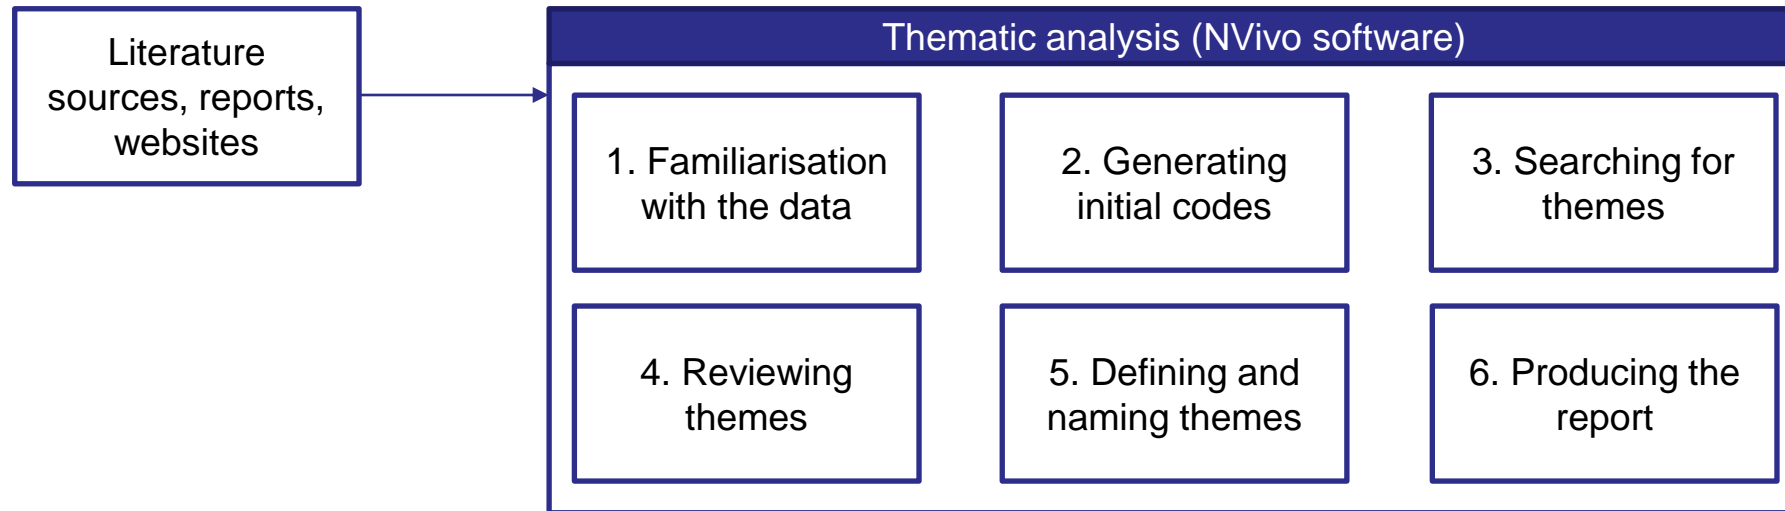 Literature
sources, reports,
websites
Thematic analysis (NVivo software)
1. Familiarisation
with the data
2. Generating
initial codes
3. Searching for
themes
4. Reviewing
themes
5. Defining and
naming themes
6. Producing the
report